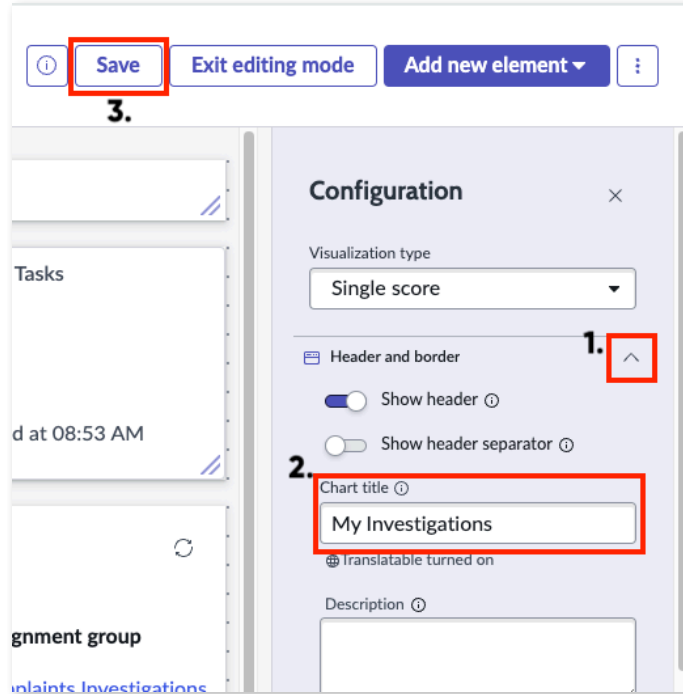 Save
Exit editing mode
Add new element
3.
Configuration
Visualization type
Single score
1.
Header and border
Show header
Show header separator
2.
Chart title
My Investigations
Translatable turned on
Description
Tasks
d at 08:53 AM
gnment group
nplaints Investigations